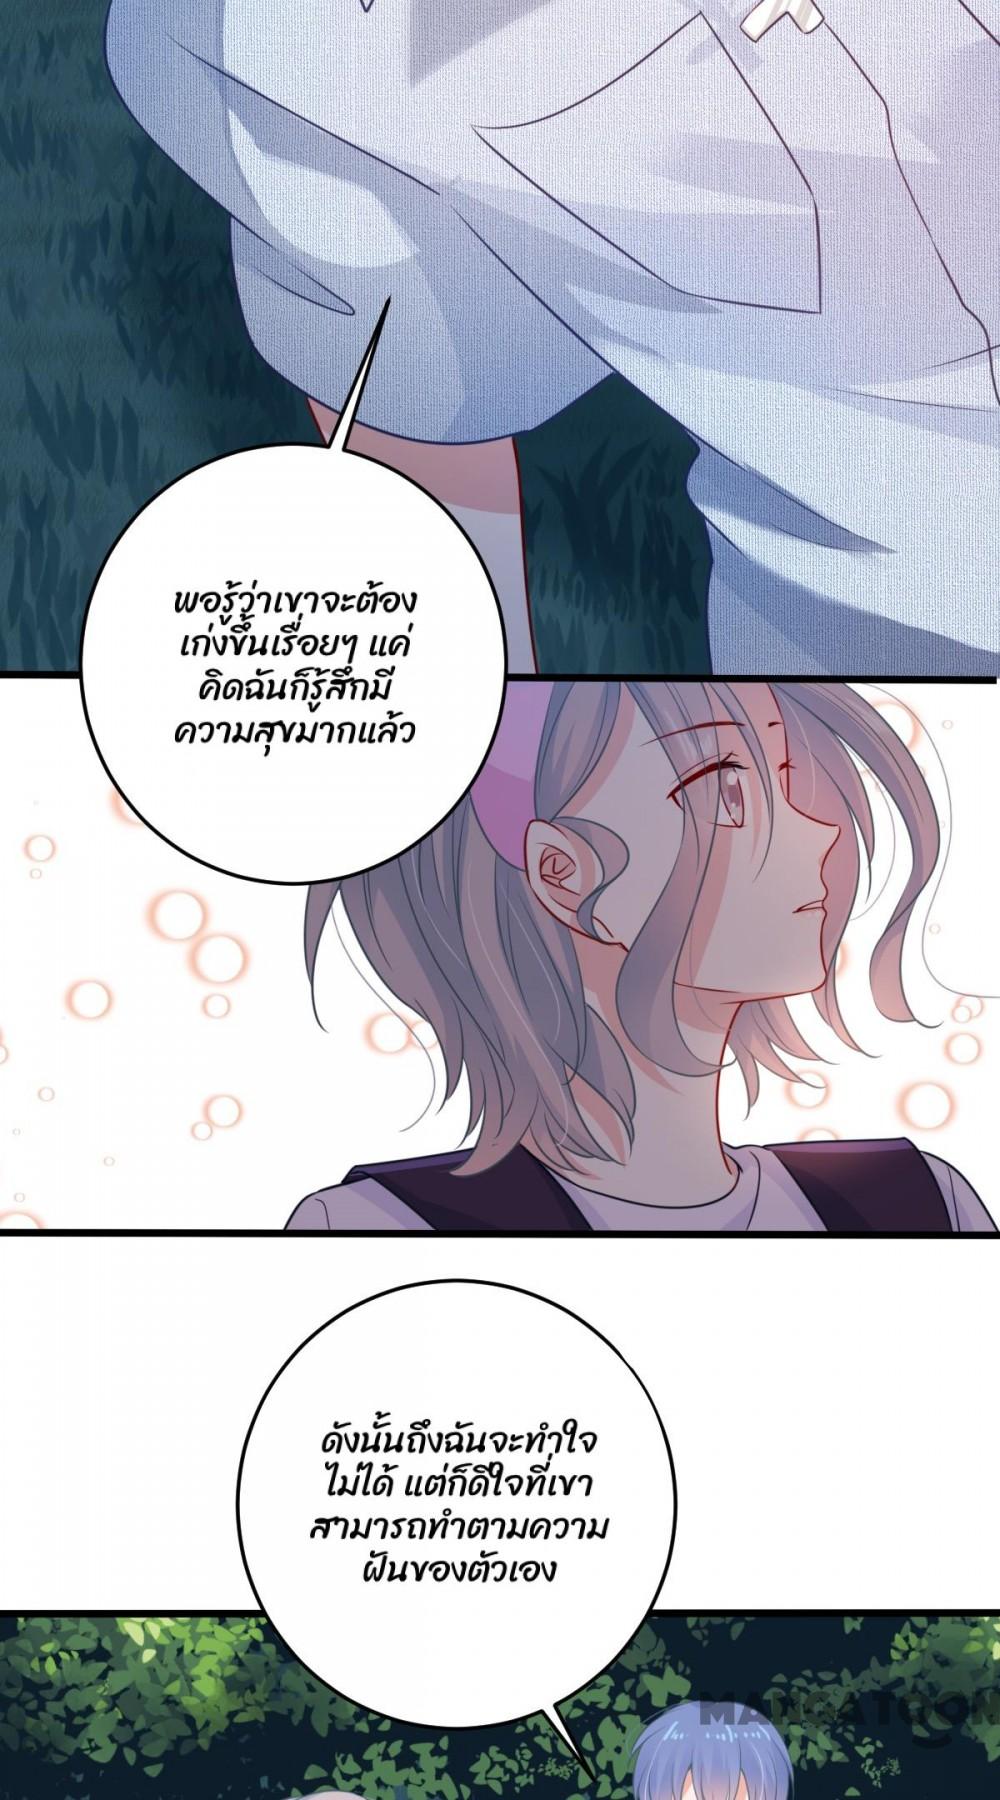 พอรู้ว่าเขาจะต้อง
เก่งขึ้นเรื่อยๆ แค่
คิดฉันก็รู้สึกมี
ความสุขมากแล้ว
ดังนั้นถึงฉันจะทำใจ
ไม่ได้ แต่ก็ดีใจที่เขา
สามารถทำตามความ
ฝันของตัวเอง
MANGATOON